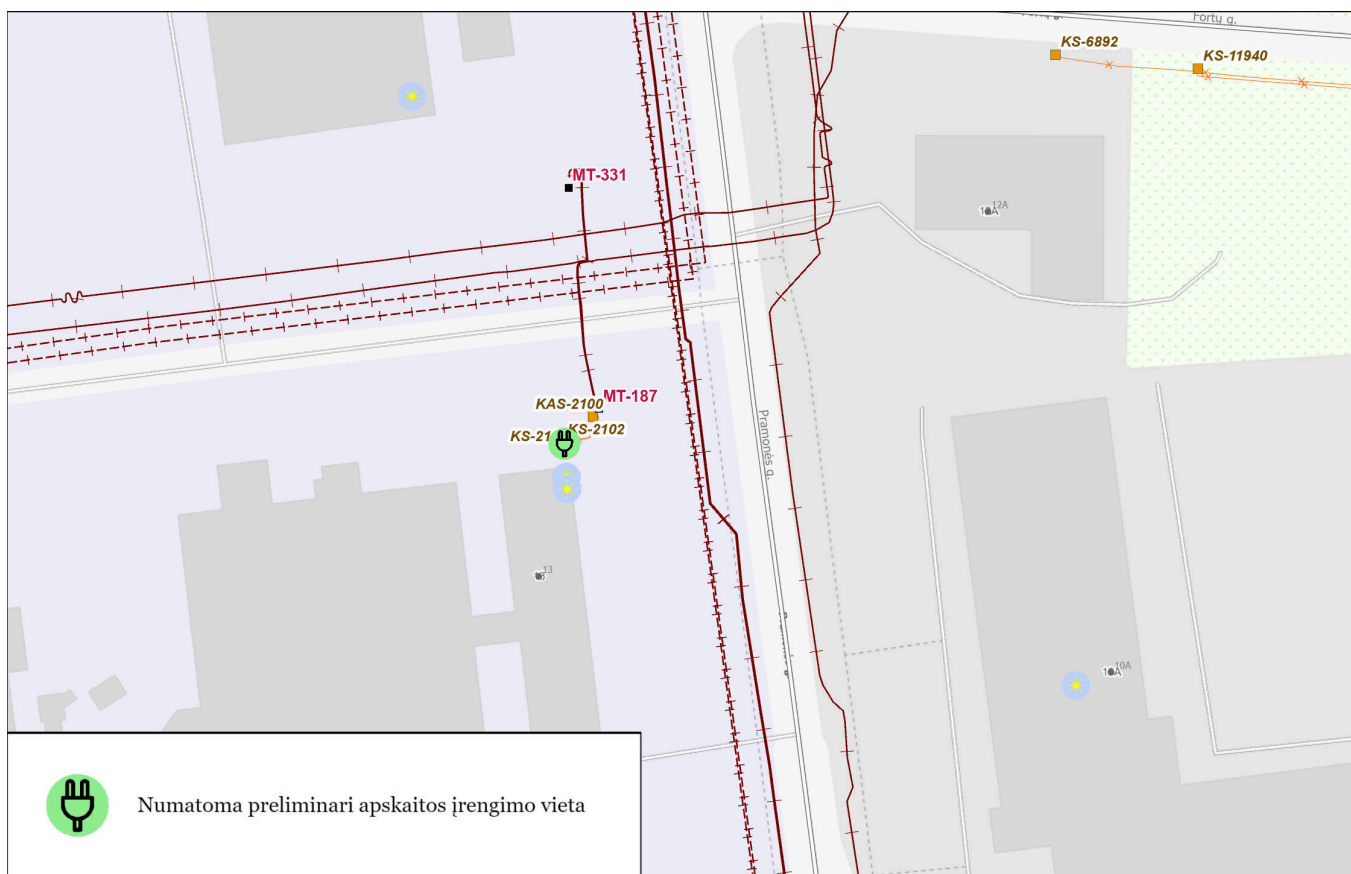 Fortų g.
KS-6892
KS-11940
MT-331
12A
MT-187
KAS-2100
KS-2102
KS-21
Pramonės g.
13
10A
Numatoma preliminari apskaitos įrengimo vieta